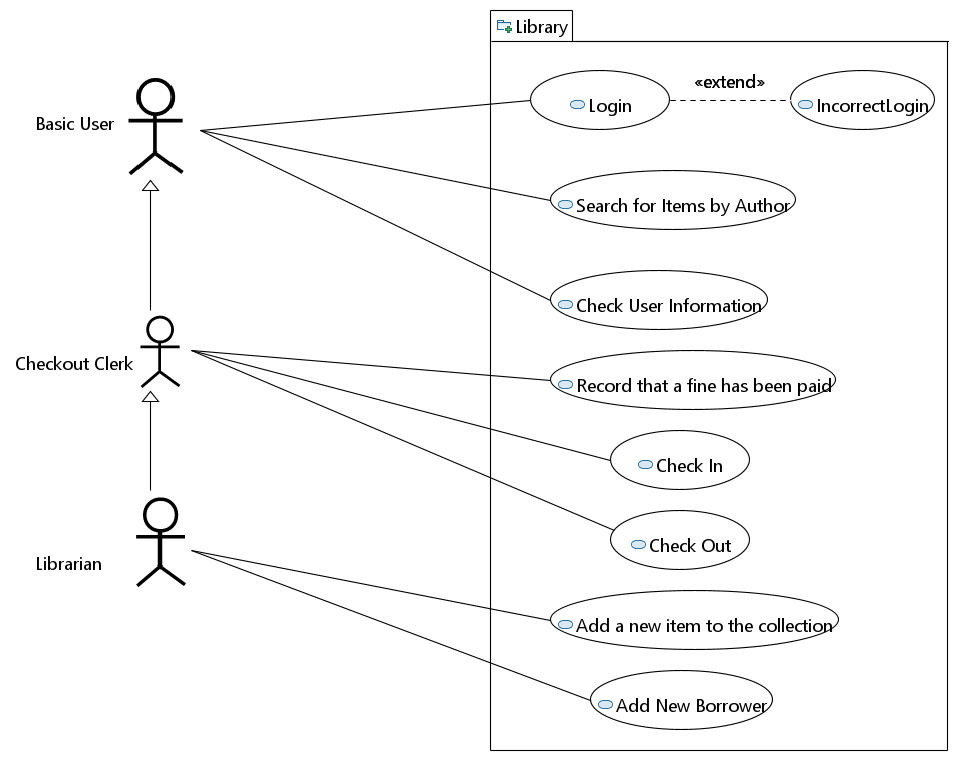 Library
Basic User
Login
«extend»
IncorrectLogin
Search for Items by Author
Check User Information
Checkout Clerk
Record that a fine has been paid
Check In
Check Out
Librarian
Add a new item to the collection
Add New Borrower